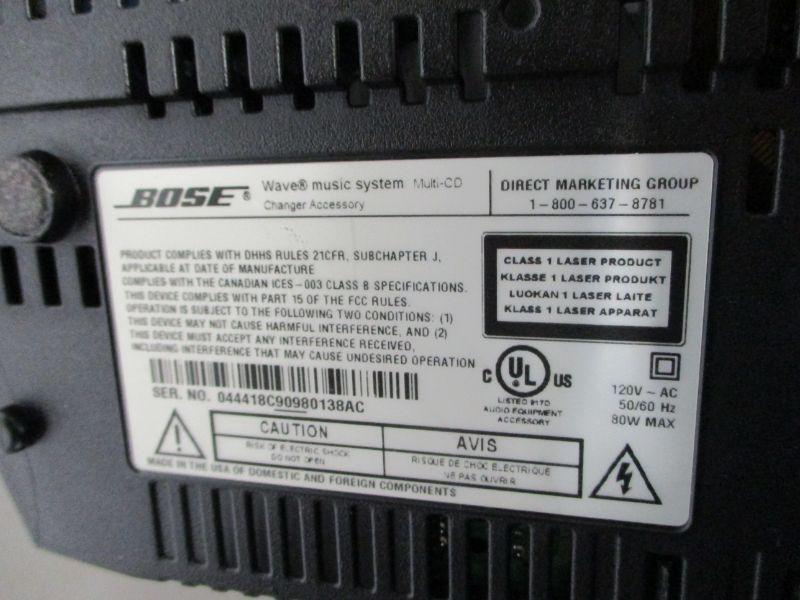 BOSE® Wave® music system Multi-CD
Changer Accessory
DIRECT MARKETING GROUP
1-800-637-8781
PRODUCT COMPLIES WITH DHHS RULES 21CFR, SUBCHAPTER J,
APPLICABLE AT DATE OF MANUFACTURE
COMPLIES WITH THE CANADIAN ICES-003 CLASS B SPECIFICATIONS.
THIS DEVICE COMPLIES WITH PART 15 OF THE FCC RULES.
OPERATION IS SUBJECT TO THE FOLLOWING TWO CONDITIONS: (1)
THIS DEVICE MAY NOT CAUSE HARMFUL INTERFERENCE, AND (2)
THIS DEVICE MUST ACCEPT ANY INTERFERENCE RECEIVED,
INCLUDING INTERFERENCE THAT MAY CAUSE UNDESIRED OPERATION
CLASS 1 LASER PRODUCT
KLASSE 1 LASER PRODUKT
LUOKAN 1 LASER LAITE
KLASS 1 LASER APPARAT
SER. NO. 044418C90980138AC
C UL US
LISTED 917D
AUDIO EQUIPMENT
ACCESSORY
120V ~ AC
50/60 Hz
80W MAX
CAUTION
RISK OF ELECTRIC SHOCK
DO NOT OPEN
AVIS
RISQUE DE CHOC ELECTRIQUE
NE PAS OUVRIR
MADE IN THE USA OF DOMESTIC AND FOREIGN COMPONENTS